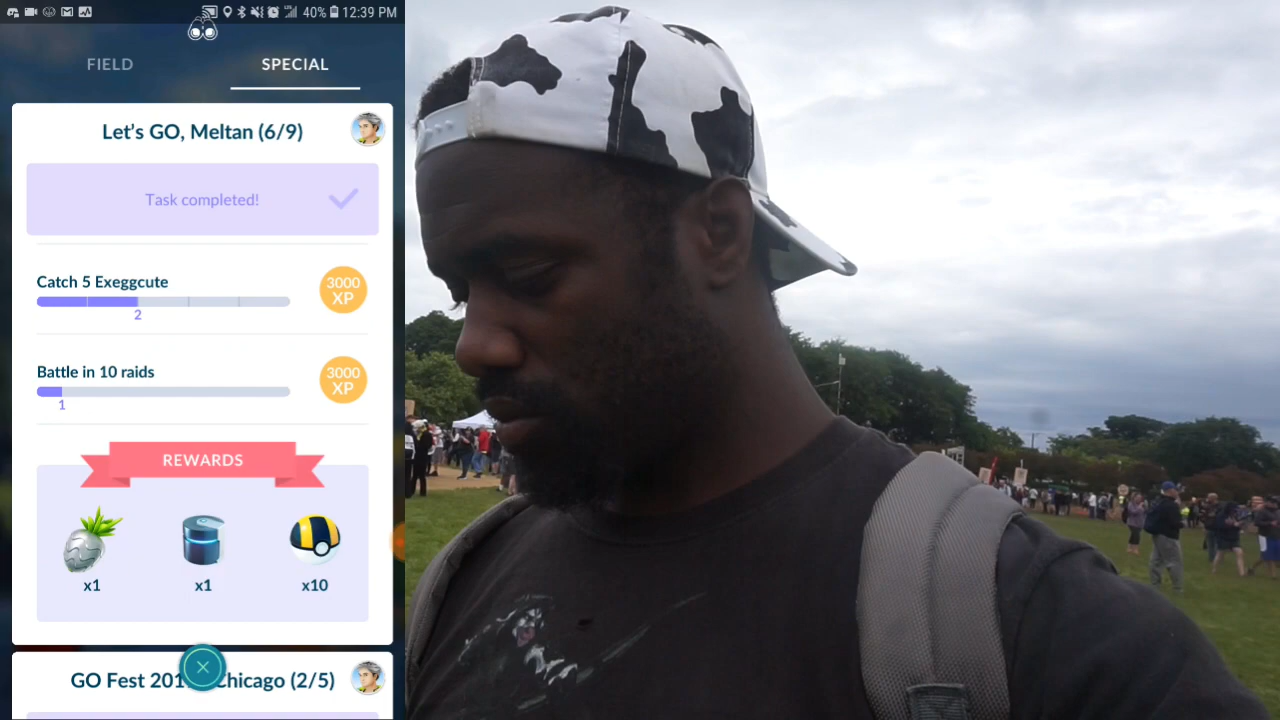 40% 12:39 PM
FIELD SPECIAL
Let's GO, Meltan (6/9)
Task completed!
Catch 5 Exeggcute
3000
XP
2
Battle in 10 raids
3000
XP
1
REWARDS
x1 x1 x10
GO Fest 201 Chicago (2/5)